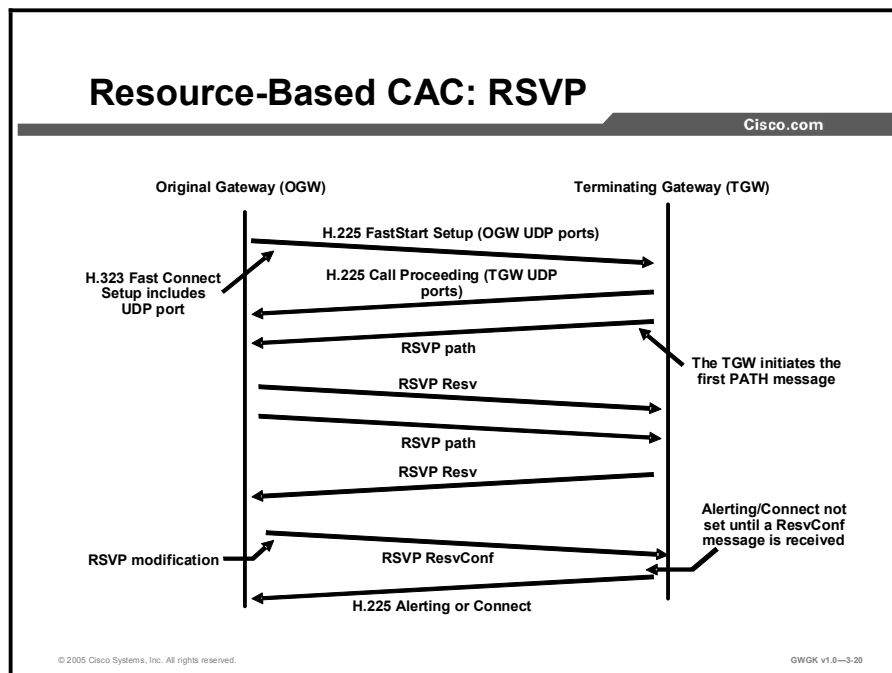 Resource-Based CAC: RSVP
Cisco.com
Original Gateway (OGW)
Terminating Gateway (TGW)
H.225 FastStart Setup (OGW UDP ports)
H.323 Fast Connect
Setup includes
UDP port
H.225 Call Proceeding (TGW UDP
ports)
RSVP path
The TGW initiates the
first PATH message
RSVP Resv
RSVP path
RSVP Resv
Alerting/Connect not
set until a ResvConf
message is received
RSVP modification
RSVP ResvConf
H.225 Alerting or Connect
© 2005 Cisco Systems, Inc. All rights reserved.
GWGK v1.0—3-20